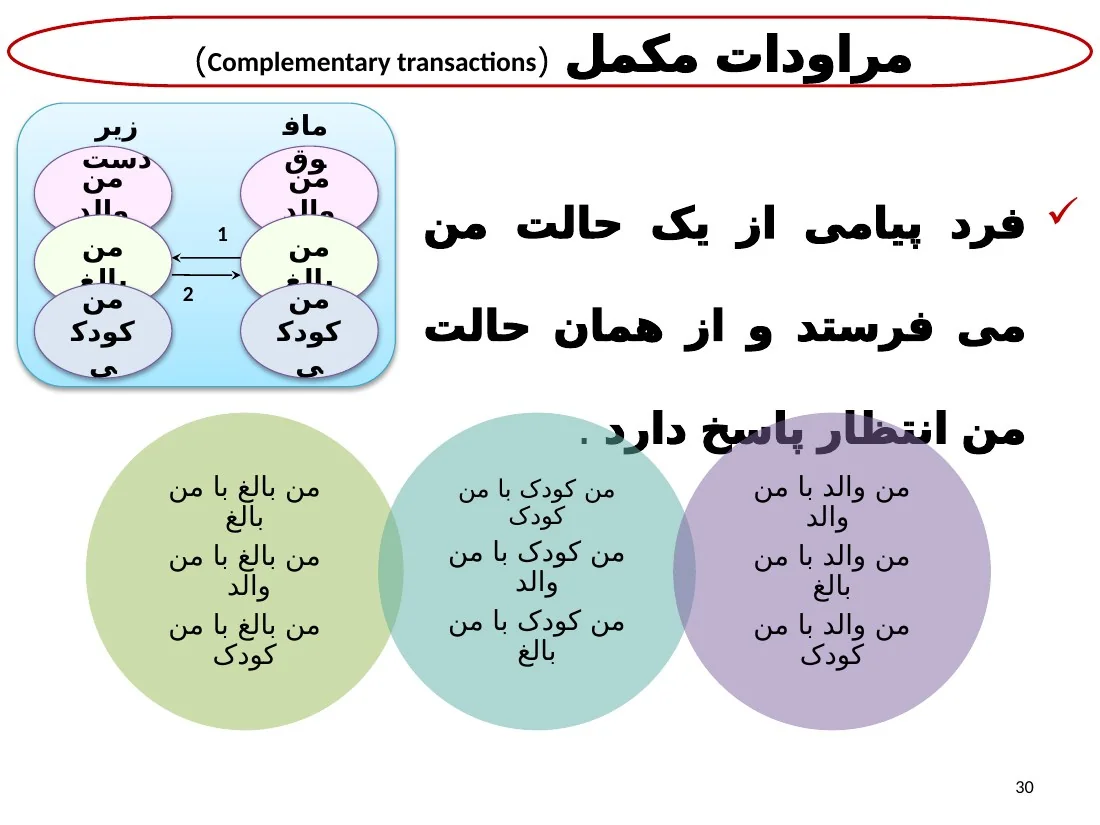 مراودات مکمل (Complementary transactions)
مافوق
زیر دست
من والد
من والد
من بالغ
من بالغ
من کودکی
من کودکی
1
2
فرد پیامی از یک حالت من
می فرستد و از همان حالت
من انتظار پاسخ دارد .
من والد با من
والد
من والد با من
بالغ
من والد با من
کودک
من کودک با من
کودک
من کودک با من
والد
من کودک با من
بالغ
من بالغ با من
بالغ
من بالغ با من
والد
من بالغ با من
کودک
30